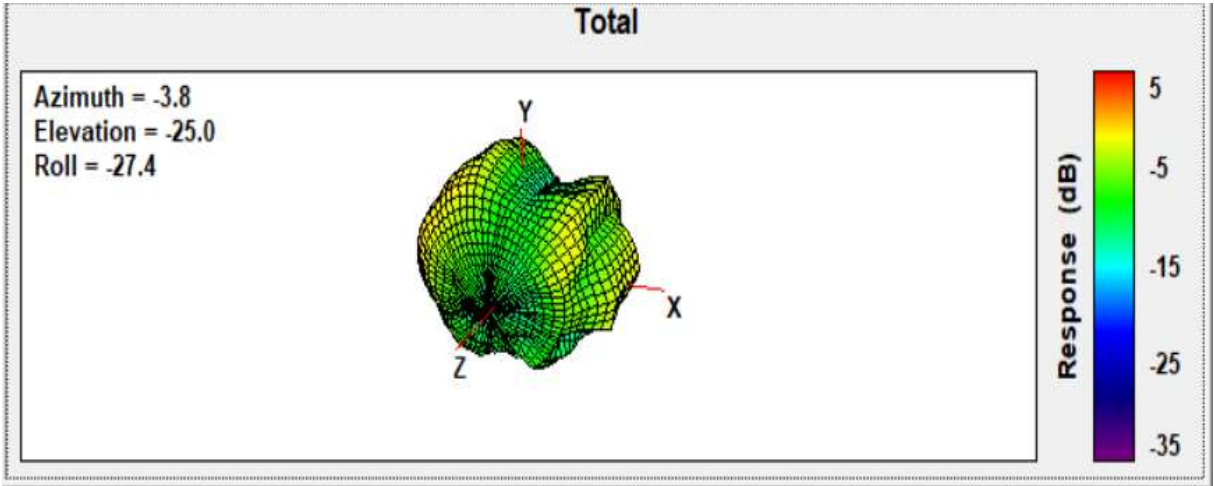 Total
Azimuth = -3.8
Elevation = -25.0
Roll = -27.4
Y
X
Z
Response (dB)
5
-5
-15
-25
-35